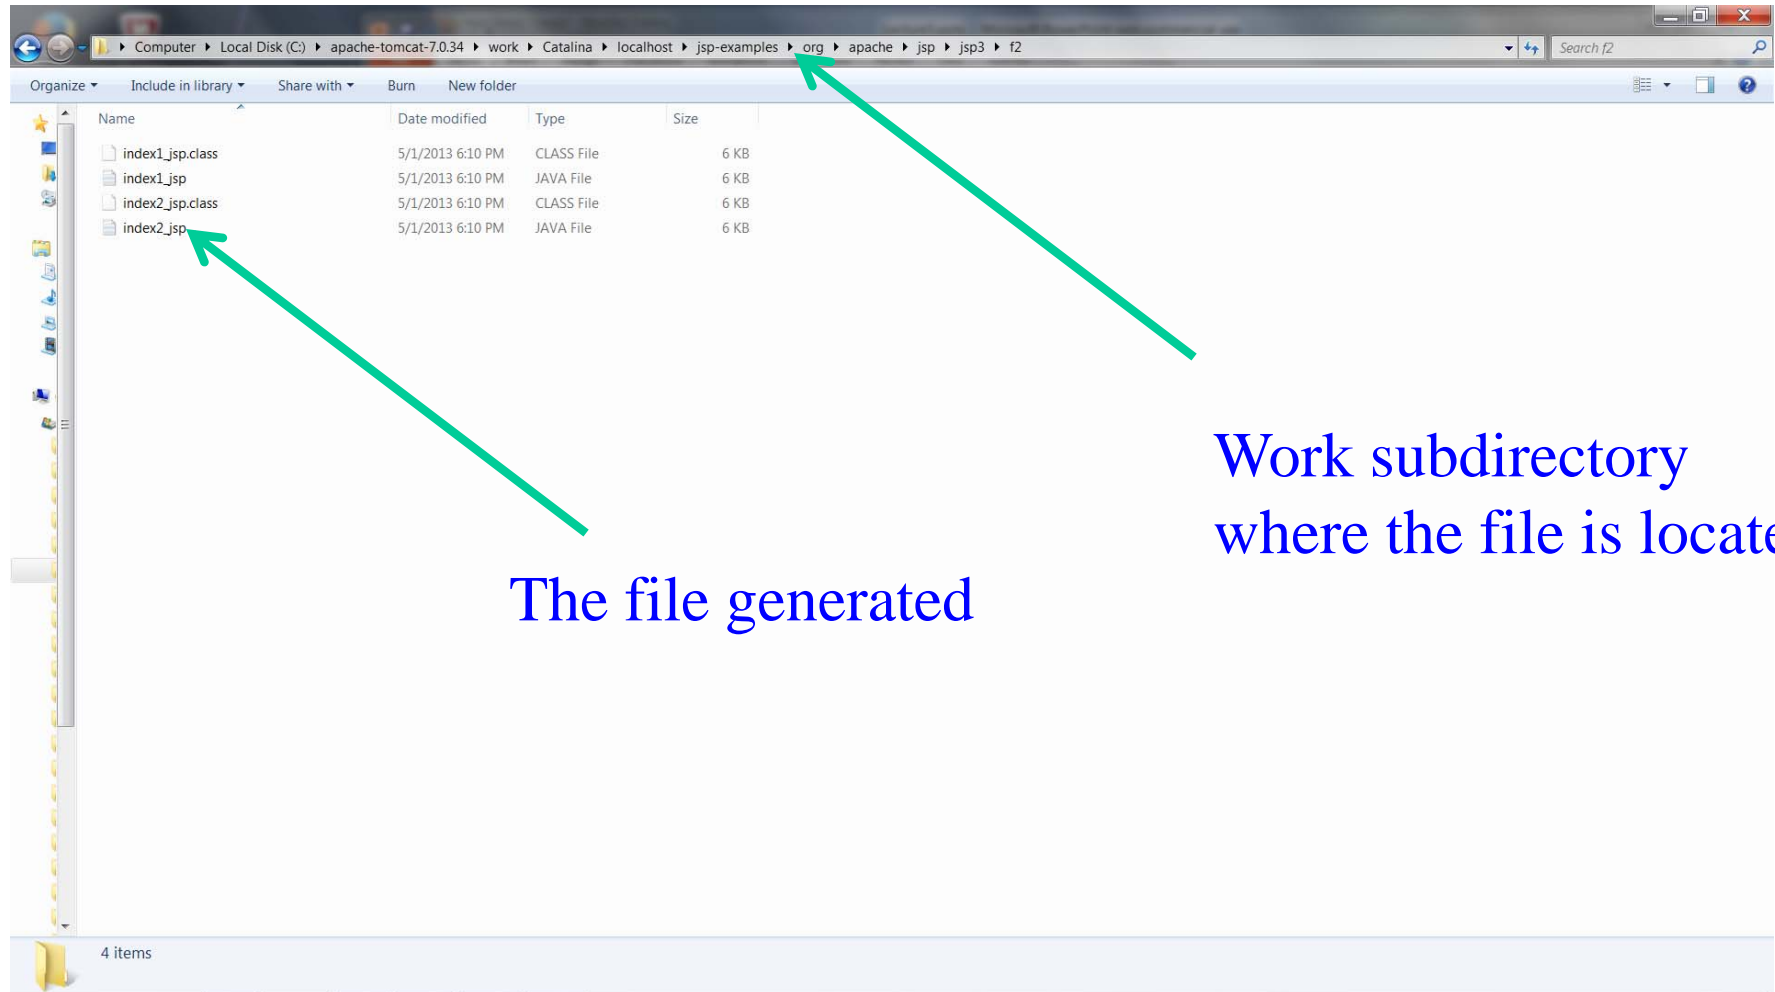 Computer Local Disk (C:) apache-tomcat-7.0.34 work Catalina localhost jsp-examples org apache jsp jsp3 f2 Search f2
Organize Include in library Share with Burn New folder
Name Date modified Type Size
index1_jsp.class 5/1/2013 6:10 PM CLASS File 6 KB
index1_jsp 5/1/2013 6:10 PM JAVA File 6 KB
index2_jsp.class 5/1/2013 6:10 PM CLASS File 6 KB
index2_jsp 5/1/2013 6:10 PM JAVA File 6 KB
Work subdirectory
where the file is locate
The file generated
4 items